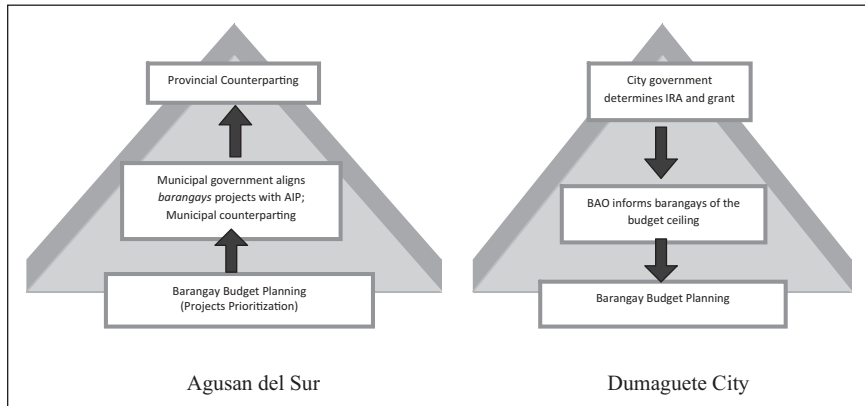 Provincial Counterparting
Municipal government aligns
barangays projects with AIP;
Municipal counterparting
Barangay Budget Planning
(Projects Prioritization)
Agusan del Sur
City government
determines IRA and grant
BAO informs barangays of the
budget ceiling
Barangay Budget Planning
Dumaguete City